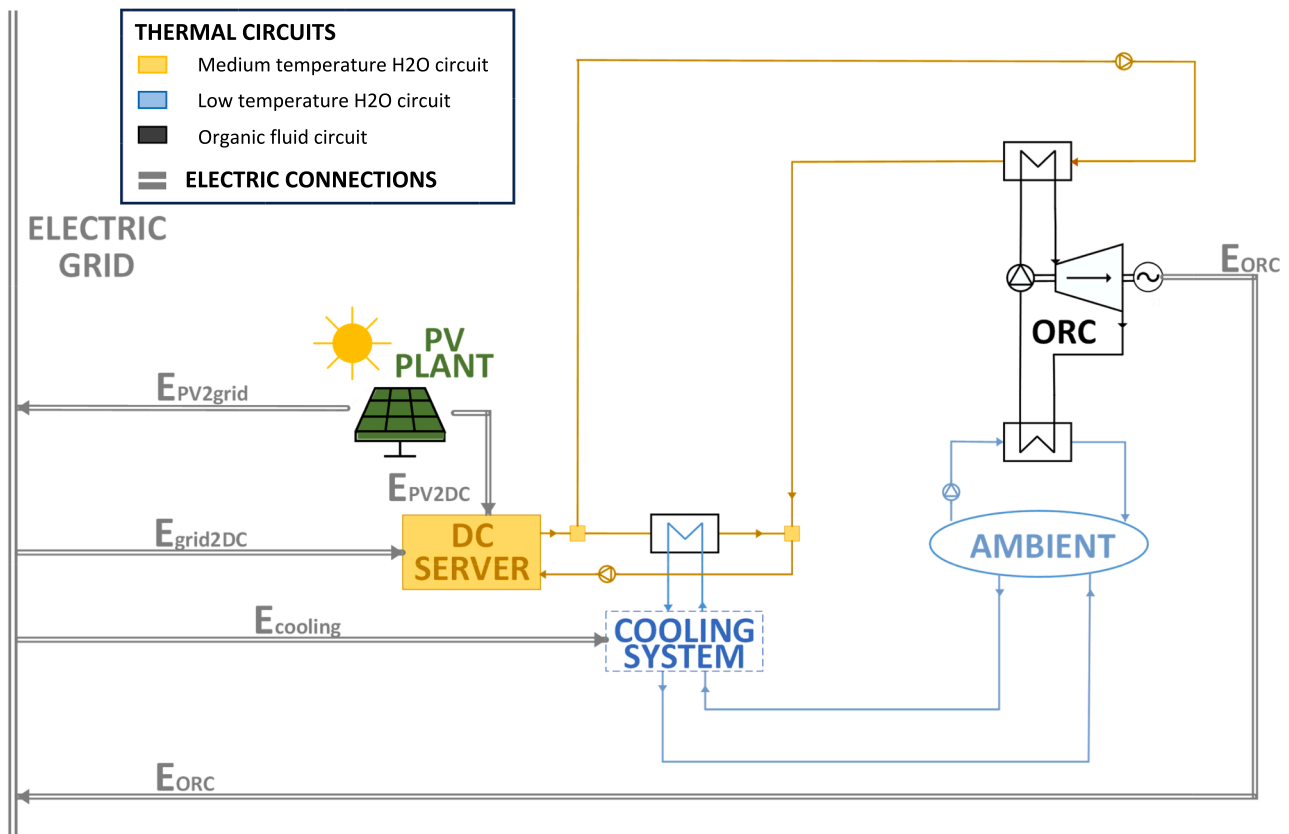 THERMAL CIRCUITS
Medium temperature H2O circuit
Low temperature H2O circuit
Organic fluid circuit
ELECTRIC CONNECTIONS
ELECTRIC
GRID
EORC
ORC
PV
PLANT
EPV2grid
EPV2DC
Egrid2DC
DC
SERVER
AMBIENT
Ecooling
COOLING
SYSTEM
EORC